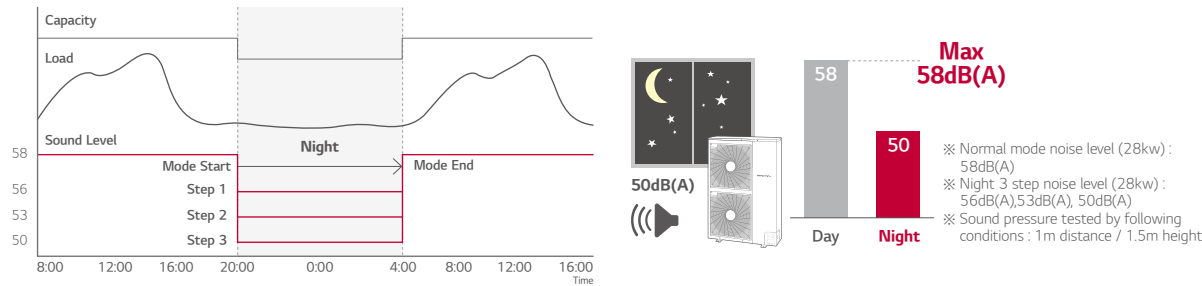 Capacity
Load
Sound Level
58
56
53
50
Night
Mode Start
Mode End
Step 1
Step 2
Step 3
8:00 12:00 16:00 20:00 0:00 4:00 8:00 12:00 16:00
Time
50dB(A)
Max
58dB(A)
58
50
Day Night
※ Normal mode noise level (28kw) :
58dB(A)
※ Night 3 step noise level (28kw) :
56dB(A),53dB(A), 50dB(A)
※ Sound pressure tested by following
conditions : 1m distance / 1.5m height